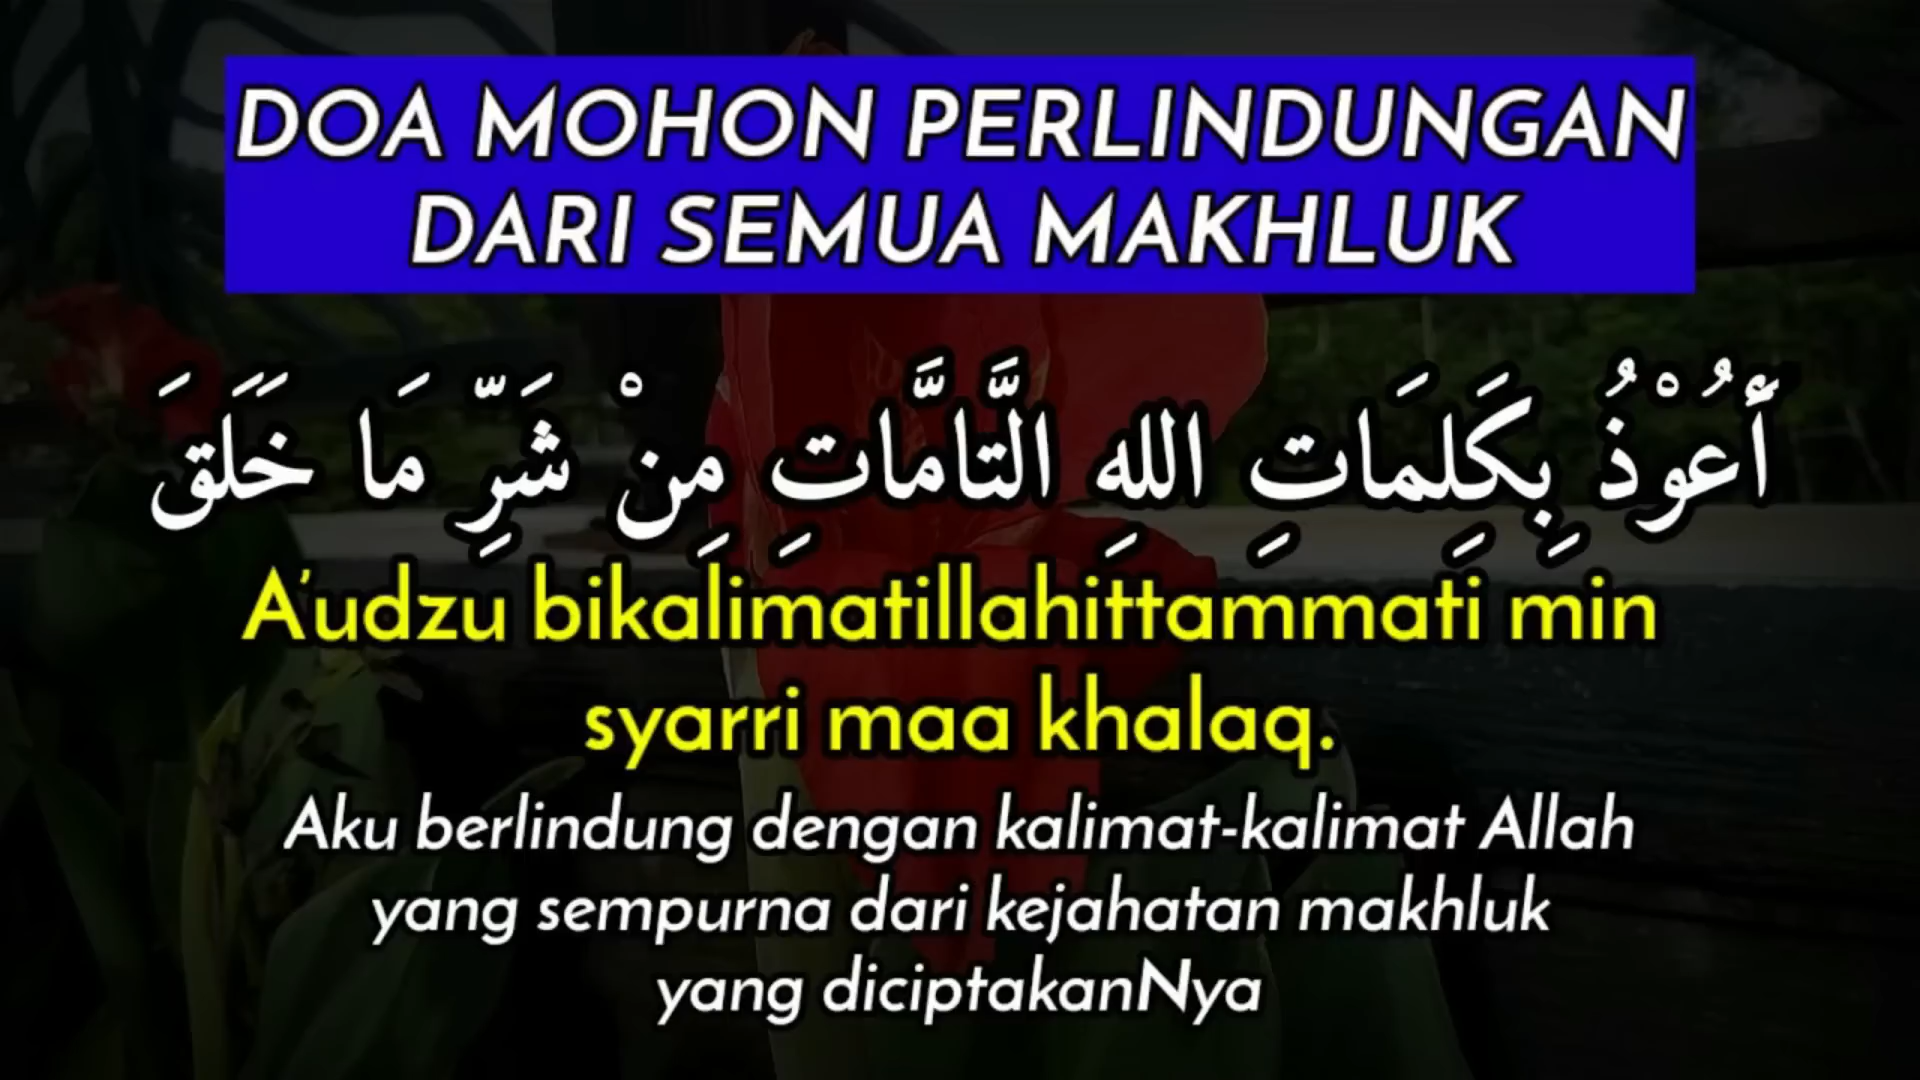 DOA MOHON PERLINDUNGAN
DARI SEMUA MAKHLUK
أَعُوْذُ بِكَلِمَاتِ اللهِ التَّامَّاتِ مِنْ شَرِّ مَا خَلَقَ
A'udzu bikalimatillahittammati min
syarri maa khalaq.
Aku berlindung dengan kalimat-kalimat Allah
yang sempurna dari kejahatan makhluk
yang diciptakanNya